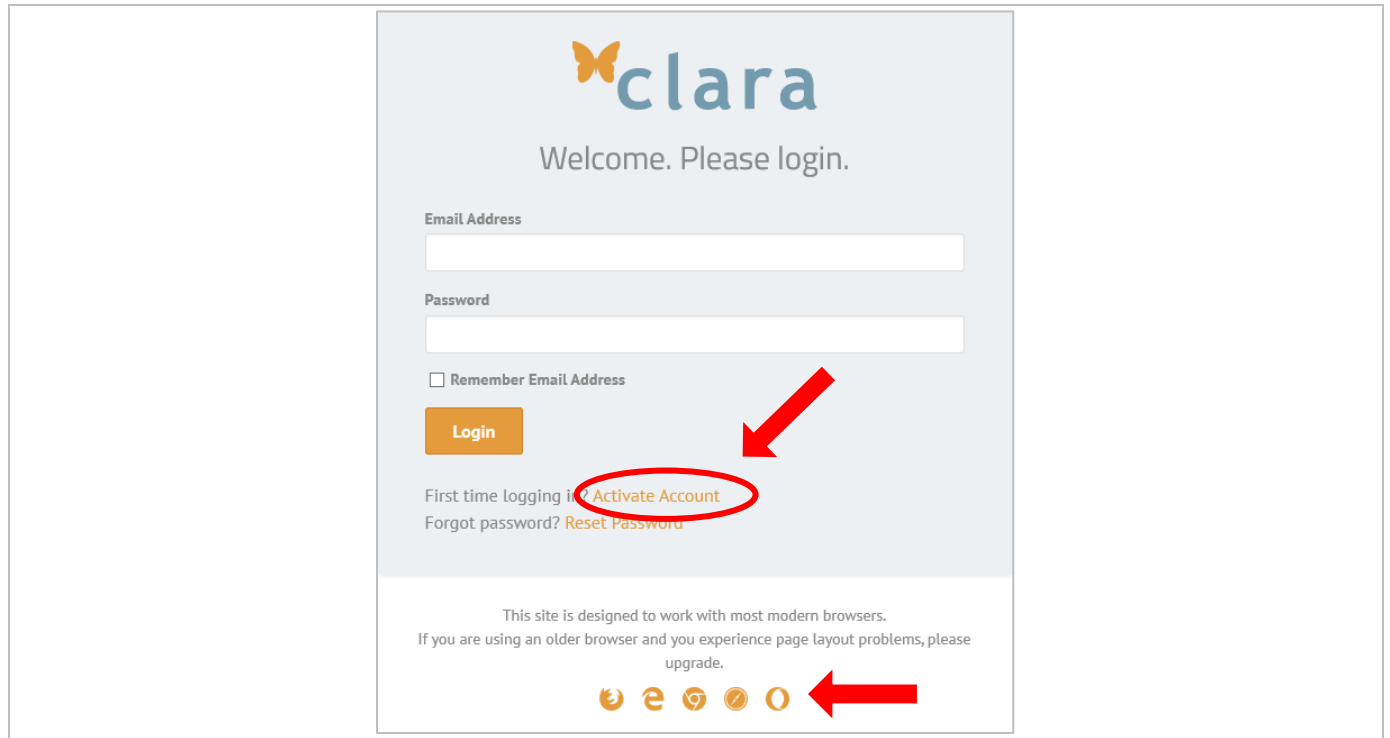 clara
Welcome. Please login.
Email Address
Password
Remember Email Address
Login
First time logging in? Activate Account
Forgot password? Reset Password
This site is designed to work with most modern browsers.
If you are using an older browser and you experience page layout problems, please
upgrade.